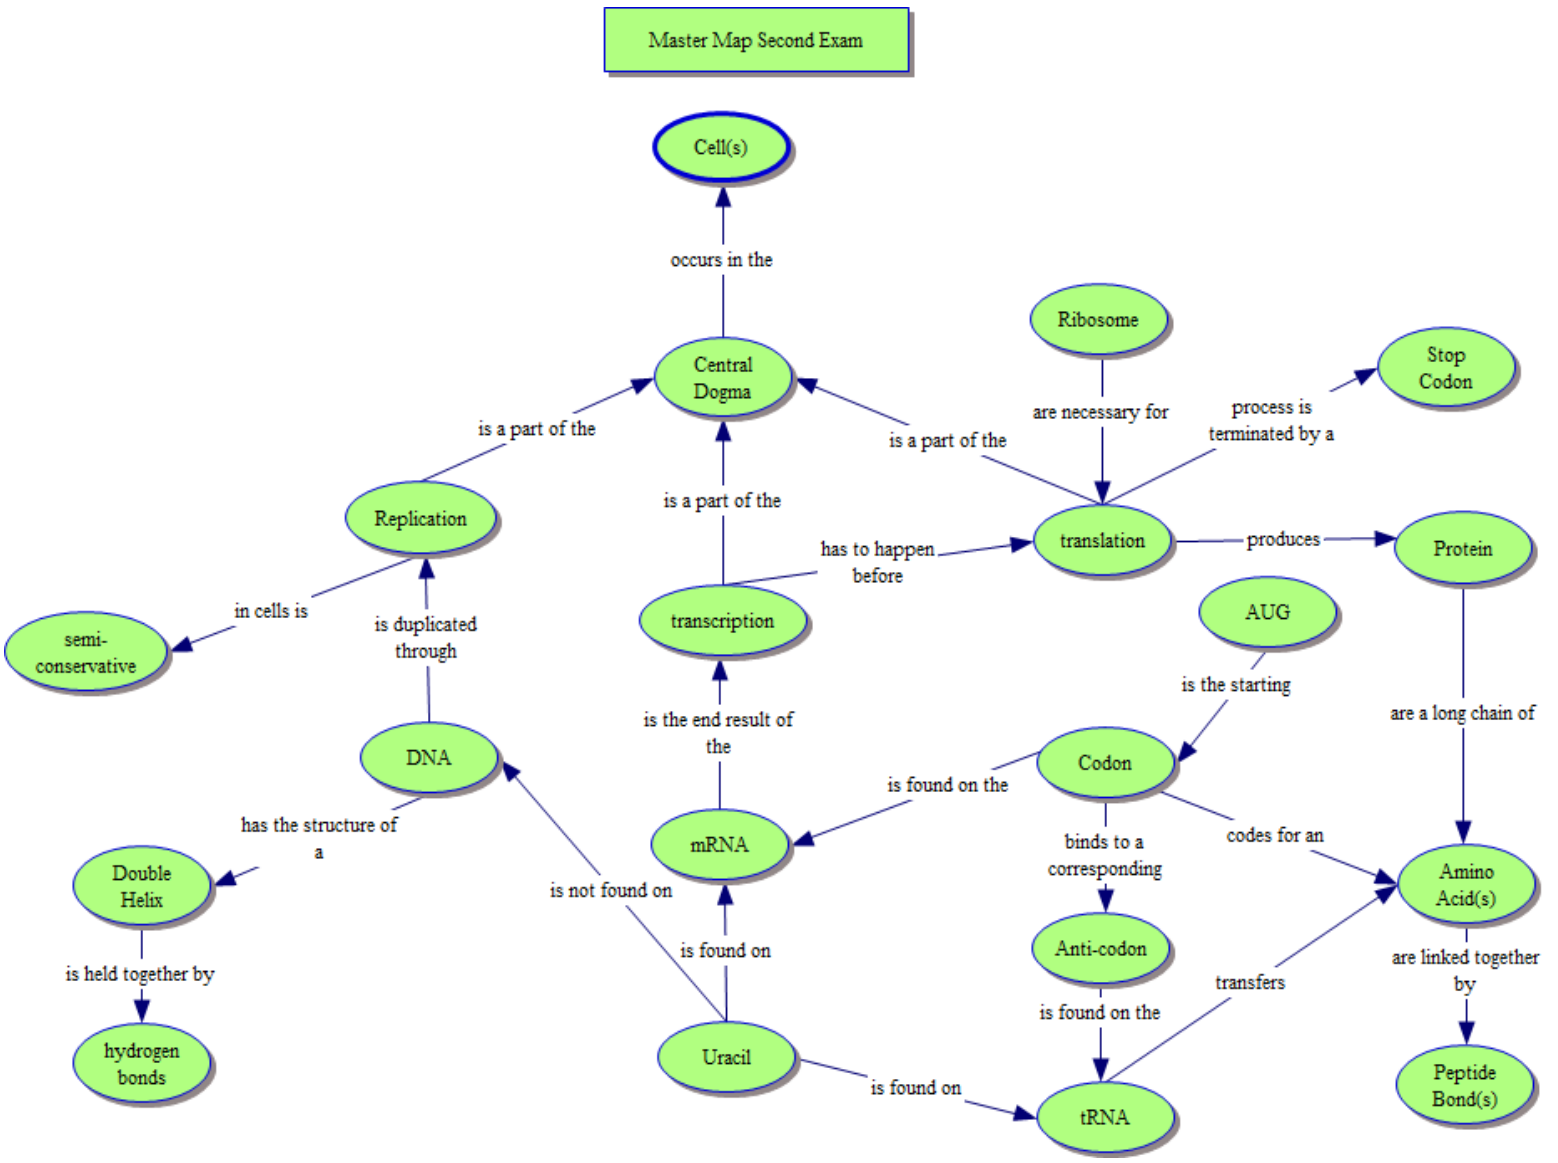 Master Map Second Exam
Cell(s)
occurs in the
Ribosome
Central
Dogma
Stop
Codon
are necessary for
process is
terminated by a
is a part of the
is a part of the
is a part of the
Replication
translation
produces
Protein
has to happen
before
in cells is
is duplicated
through
transcription
AUG
semi-
conservative
is the starting
is the end result of
the
are a long chain of
DNA
Codon
is found on the
has the structure of
a
mRNA
binds to a
corresponding
codes for an
Double
Helix
is not found on
Amino
Acid(s)
is found on
Anti-codon
are linked together
by
is held together by
transfers
is found on the
hydrogen
bonds
Uracil
is found on
tRNA
Peptide
Bond(s)